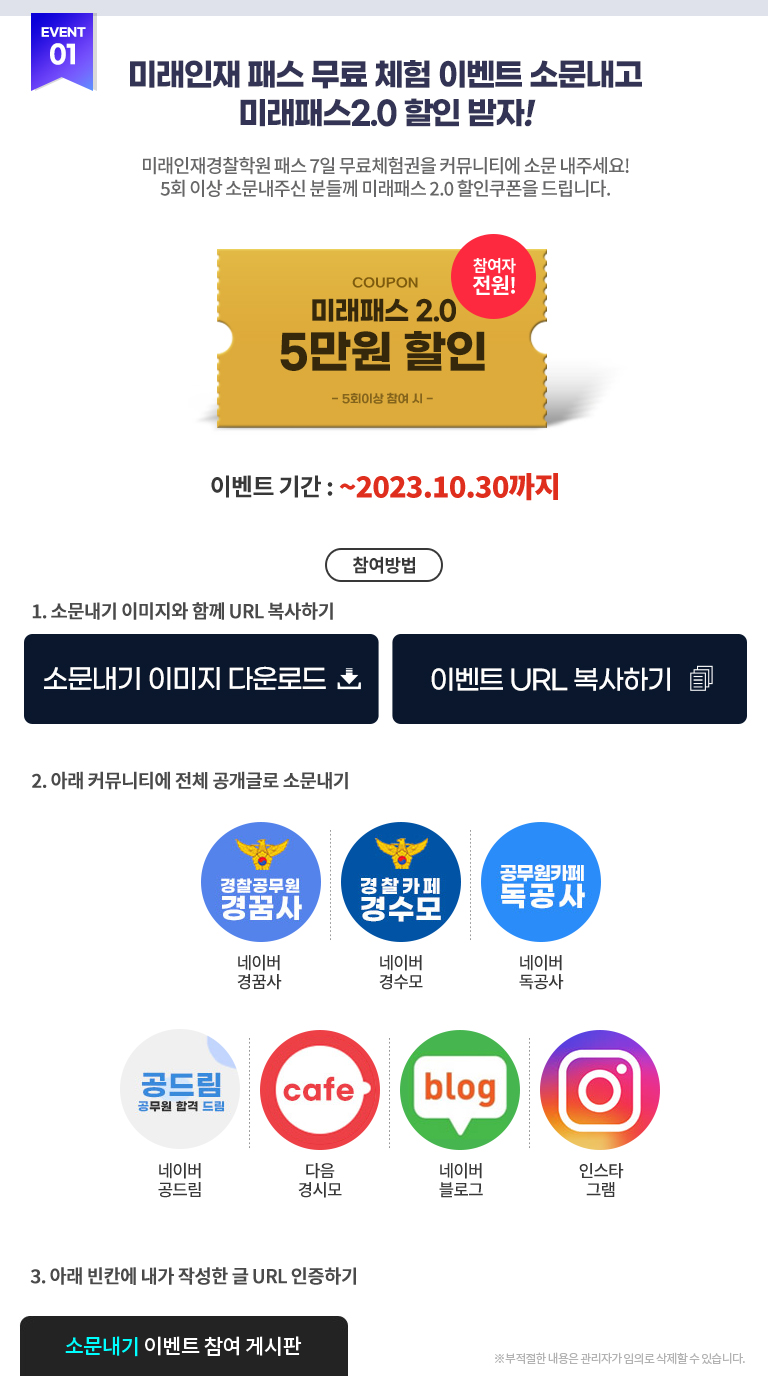 EVENT
01
미래인재 패스 무료 체험 이벤트 소문내고
미래패스2.0 할인 받자!
미래인재경찰학원 패스 7일 무료체험권을 커뮤니티에 소문 내주세요!
5회 이상 소문내주신 분들께 미래패스 2.0 할인쿠폰을 드립니다.
참여자
전원!
COUPON
미래패스 2.0
5만원 할인
- 5회이상 참여 시 -
이벤트 기간 : ~2023.10.30까지
참여방법
1. 소문내기 이미지와 함께 URL 복사하기
소문내기 이미지 다운로드
이벤트 URL 복사하기
2. 아래 커뮤니티에 전체 공개글로 소문내기
경찰공무원
경꿈사
경찰카페
경수모
공무원카페
독공사
네이버
경꿈사
네이버
경수모
네이버
독공사
공드림
공무원 합격 드림
cafe
blog
네이버
공드림
다음
경시모
네이버
블로그
인스타
그램
3. 아래 빈칸에 내가 작성한 글 URL 인증하기
소문내기 이벤트 참여 게시판
※부적절한 내용은 관리자가 임의로 삭제할 수 있습니다.